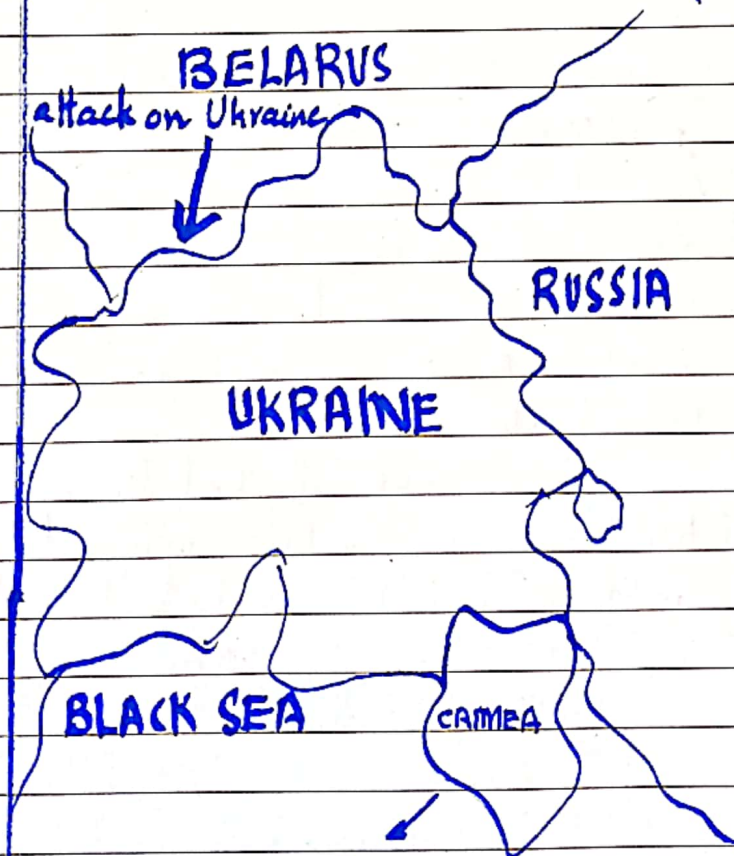 BELARUS
attack on Ukraine
RUSSIA
UKRAINE
BLACK SEA
CRIMEA